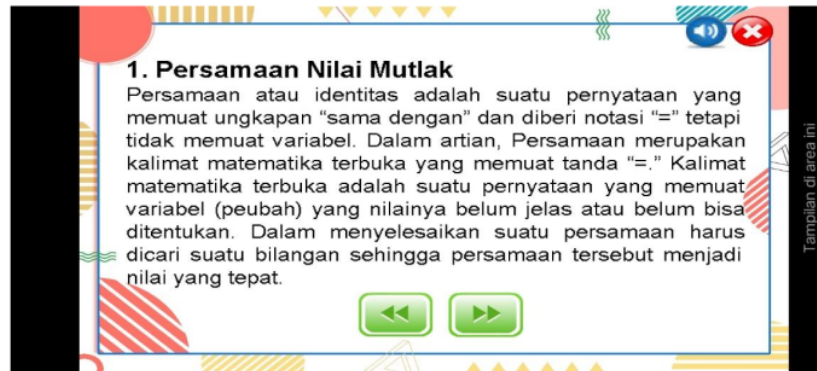 1. Persamaan Nilai Mutlak
Persamaan atau identitas adalah suatu pernyataan yang
memuat ungkapan “sama dengan” dan diberi notasi “=” tetapi
tidak memuat variabel. Dalam artian, Persamaan merupakan
kalimat matematika terbuka yang memuat tanda “=.” Kalimat
matematika terbuka adalah suatu pernyataan yang memuat
variabel (peubah) yang nilainya belum jelas atau belum bisa
ditentukan. Dalam menyelesaikan suatu persamaan harus
dicari suatu bilangan sehingga persamaan tersebut menjadi
nilai yang tepat.
Tampilan di area ini